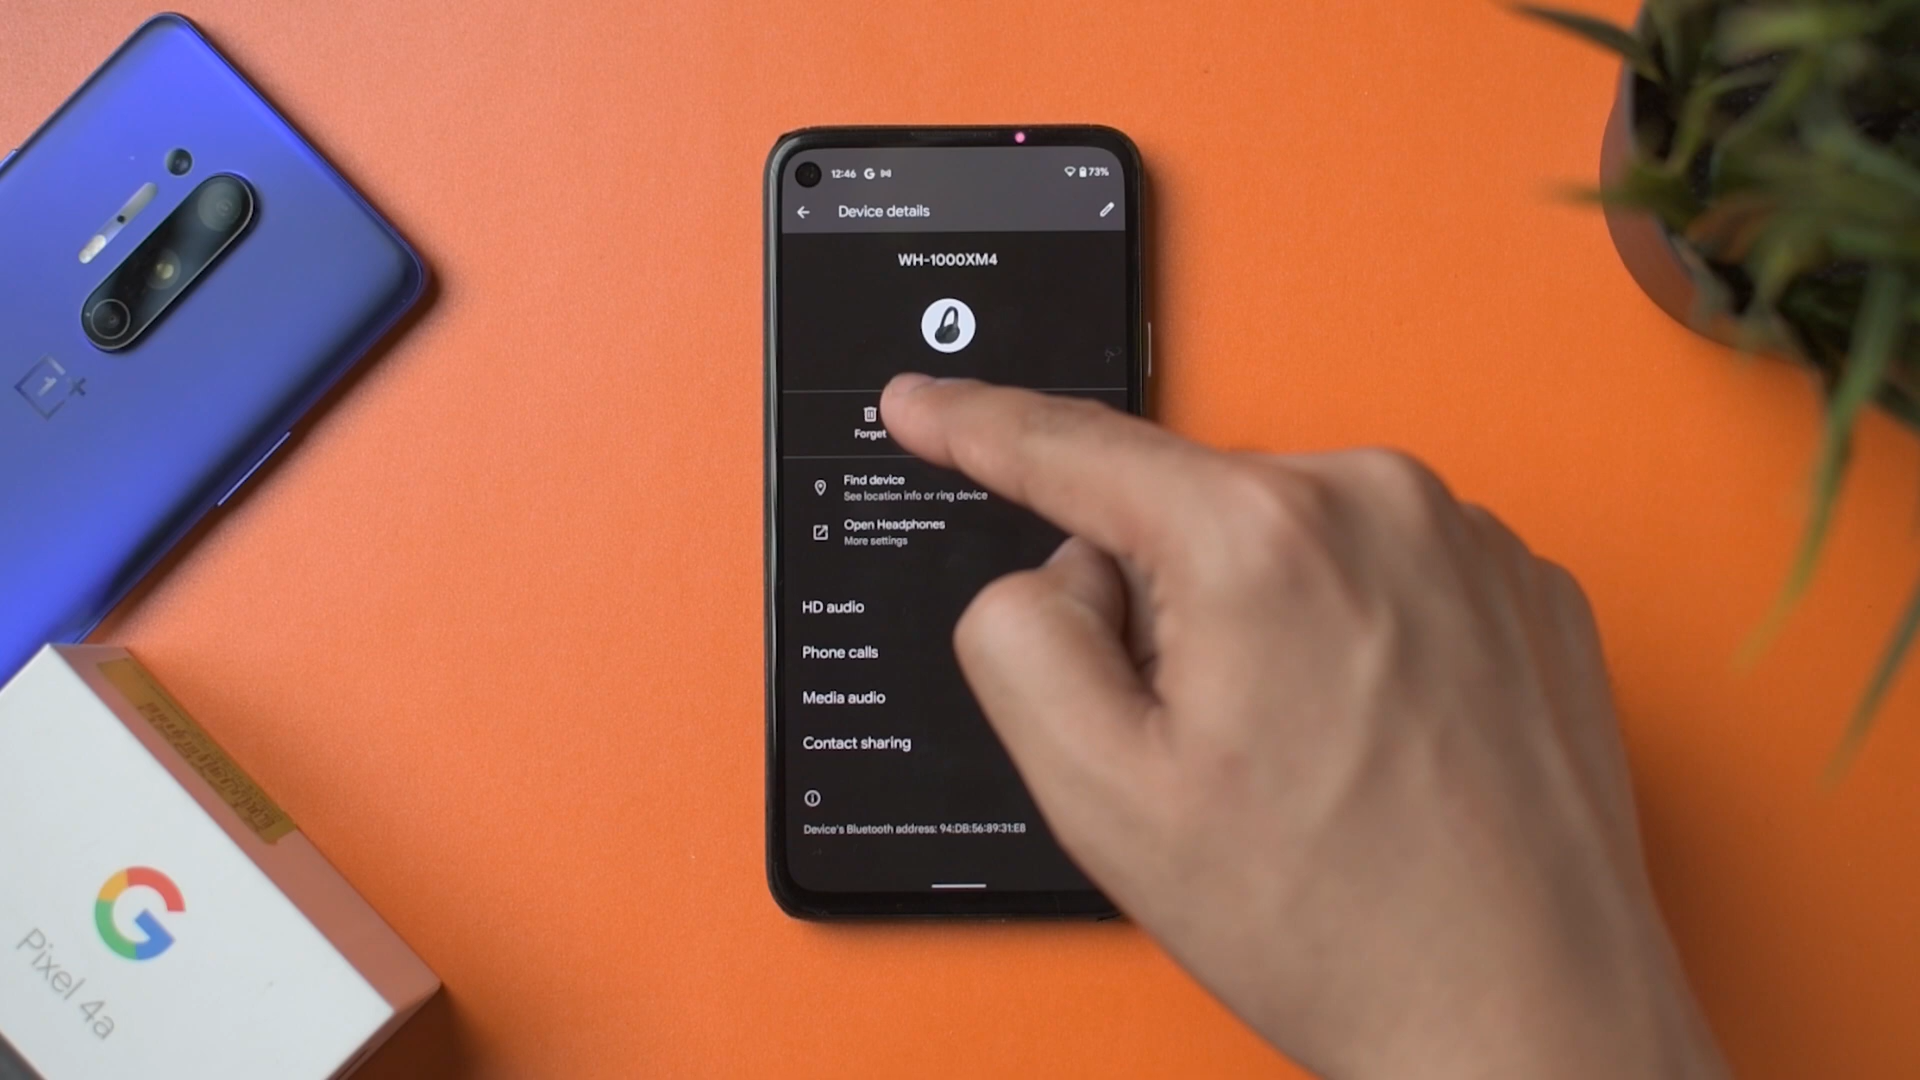 12:46 G 73%
Device details
WH-1000XM4
Forget
Find device
See location info or ring device
Open Headphones
More settings
HD audio
Phone calls
Media audio
Contact sharing
Device's Bluetooth address: 94:DB:56:89:31:E8
1+
G
Pixel 4a